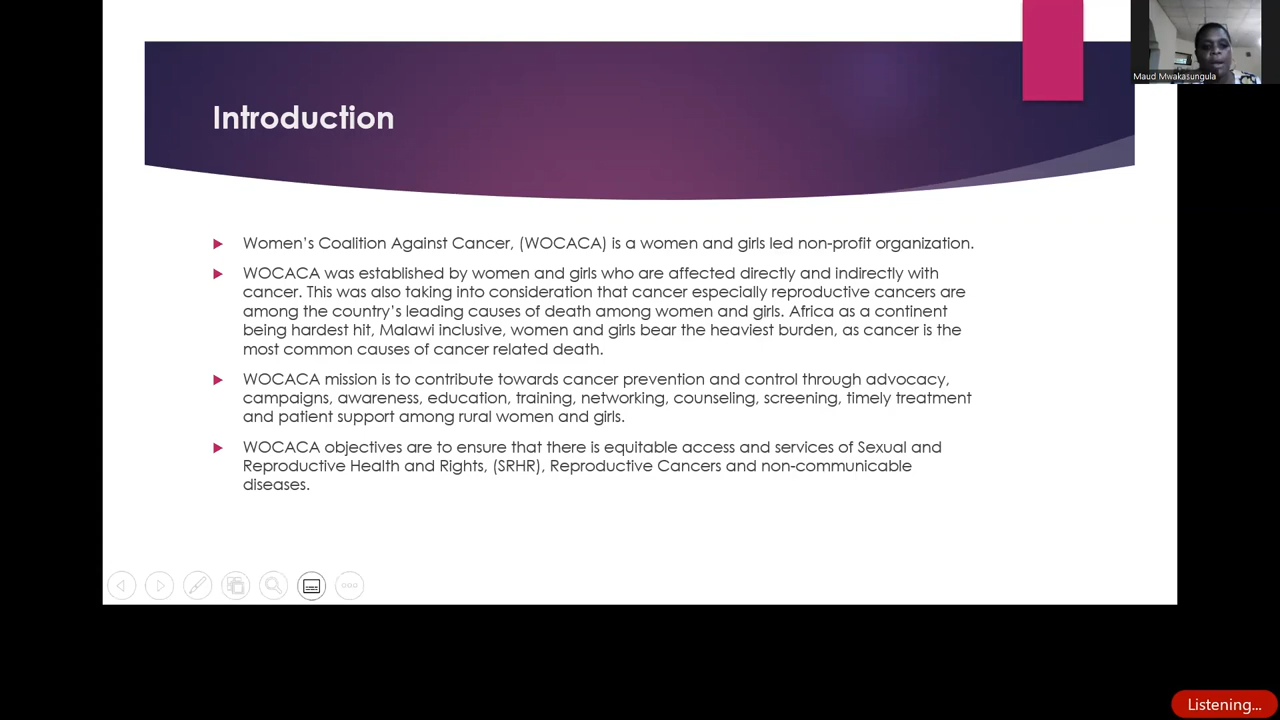 Introduction
Maud Mwakasungula
Women's Coalition Against Cancer, (WOCACA) is a women and girls led non-profit organization.
WOCACA was established by women and girls who are affected directly and indirectly with
cancer. This was also taking into consideration that cancer especially reproductive cancers are
among the country's leading causes of death among women and girls. Africa as a continent
being hardest hit, Malawi inclusive, women and girls bear the heaviest burden, as cancer is the
most common causes of cancer related death.
WOCACA mission is to contribute towards cancer prevention and control through advocacy,
campaigns, awareness, education, training, networking, counseling, screening, timely treatment
and patient support among rural women and girls.
WOCACA objectives are to ensure that there is equitable access and services of Sexual and
Reproductive Health and Rights, (SRHR), Reproductive Cancers and non-communicable
diseases.
Listening...